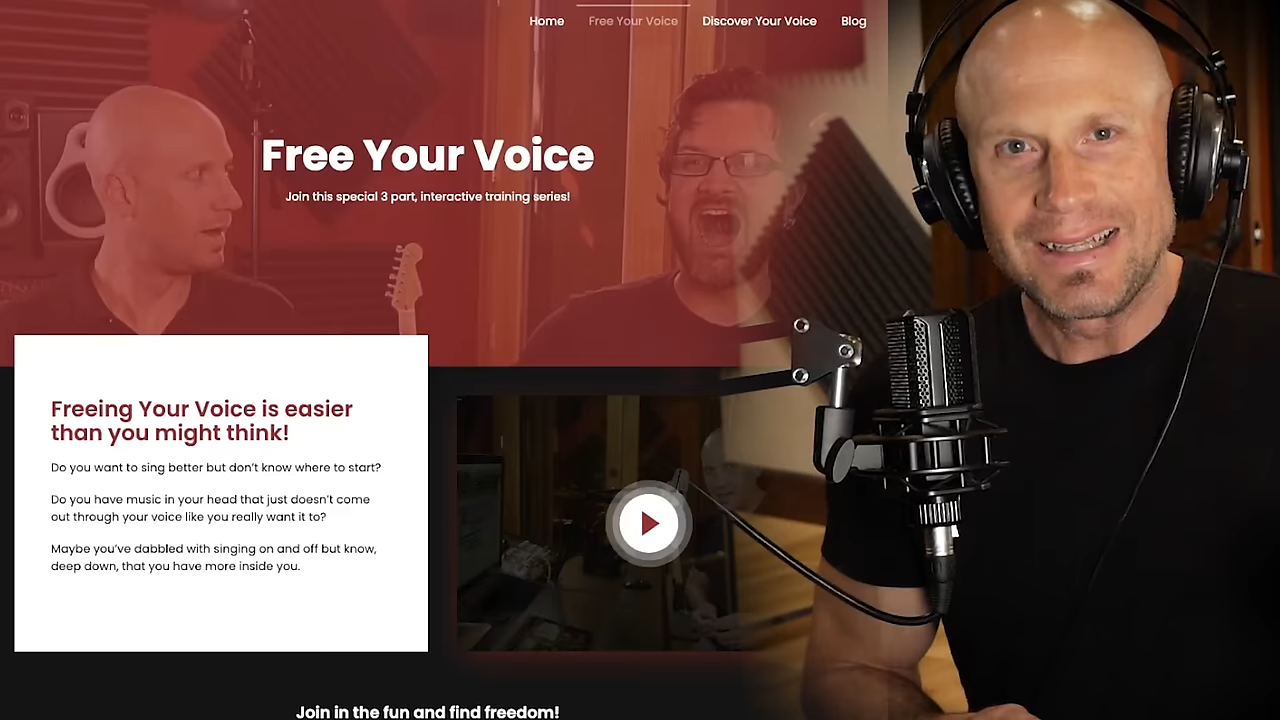 Home Free Your Voice Discover Your Voice Blog
Free Your Voice
Join this special 3 part, interactive training series!
Freeing Your Voice is easier
than you might think!
Do you want to sing better but don’t know where to start?
Do you have music in your head that just doesn’t come
out through your voice like you really want it to?
Maybe you’ve dabbled with singing on and off but know,
deep down, that you have more inside you.
Join in the fun and find freedom!